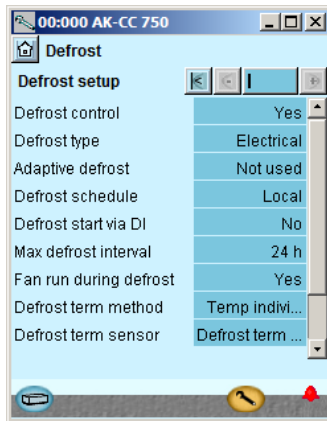 00:000 AK-CC 750
Defrost
Defrost setup
Defrost control Yes
Defrost type Electrical
Adaptive defrost Not used
Defrost schedule Local
Defrost start via DI No
Max defrost interval 24 h
Fan run during defrost Yes
Defrost term method Temp indivi...
Defrost term sensor Defrost term ...